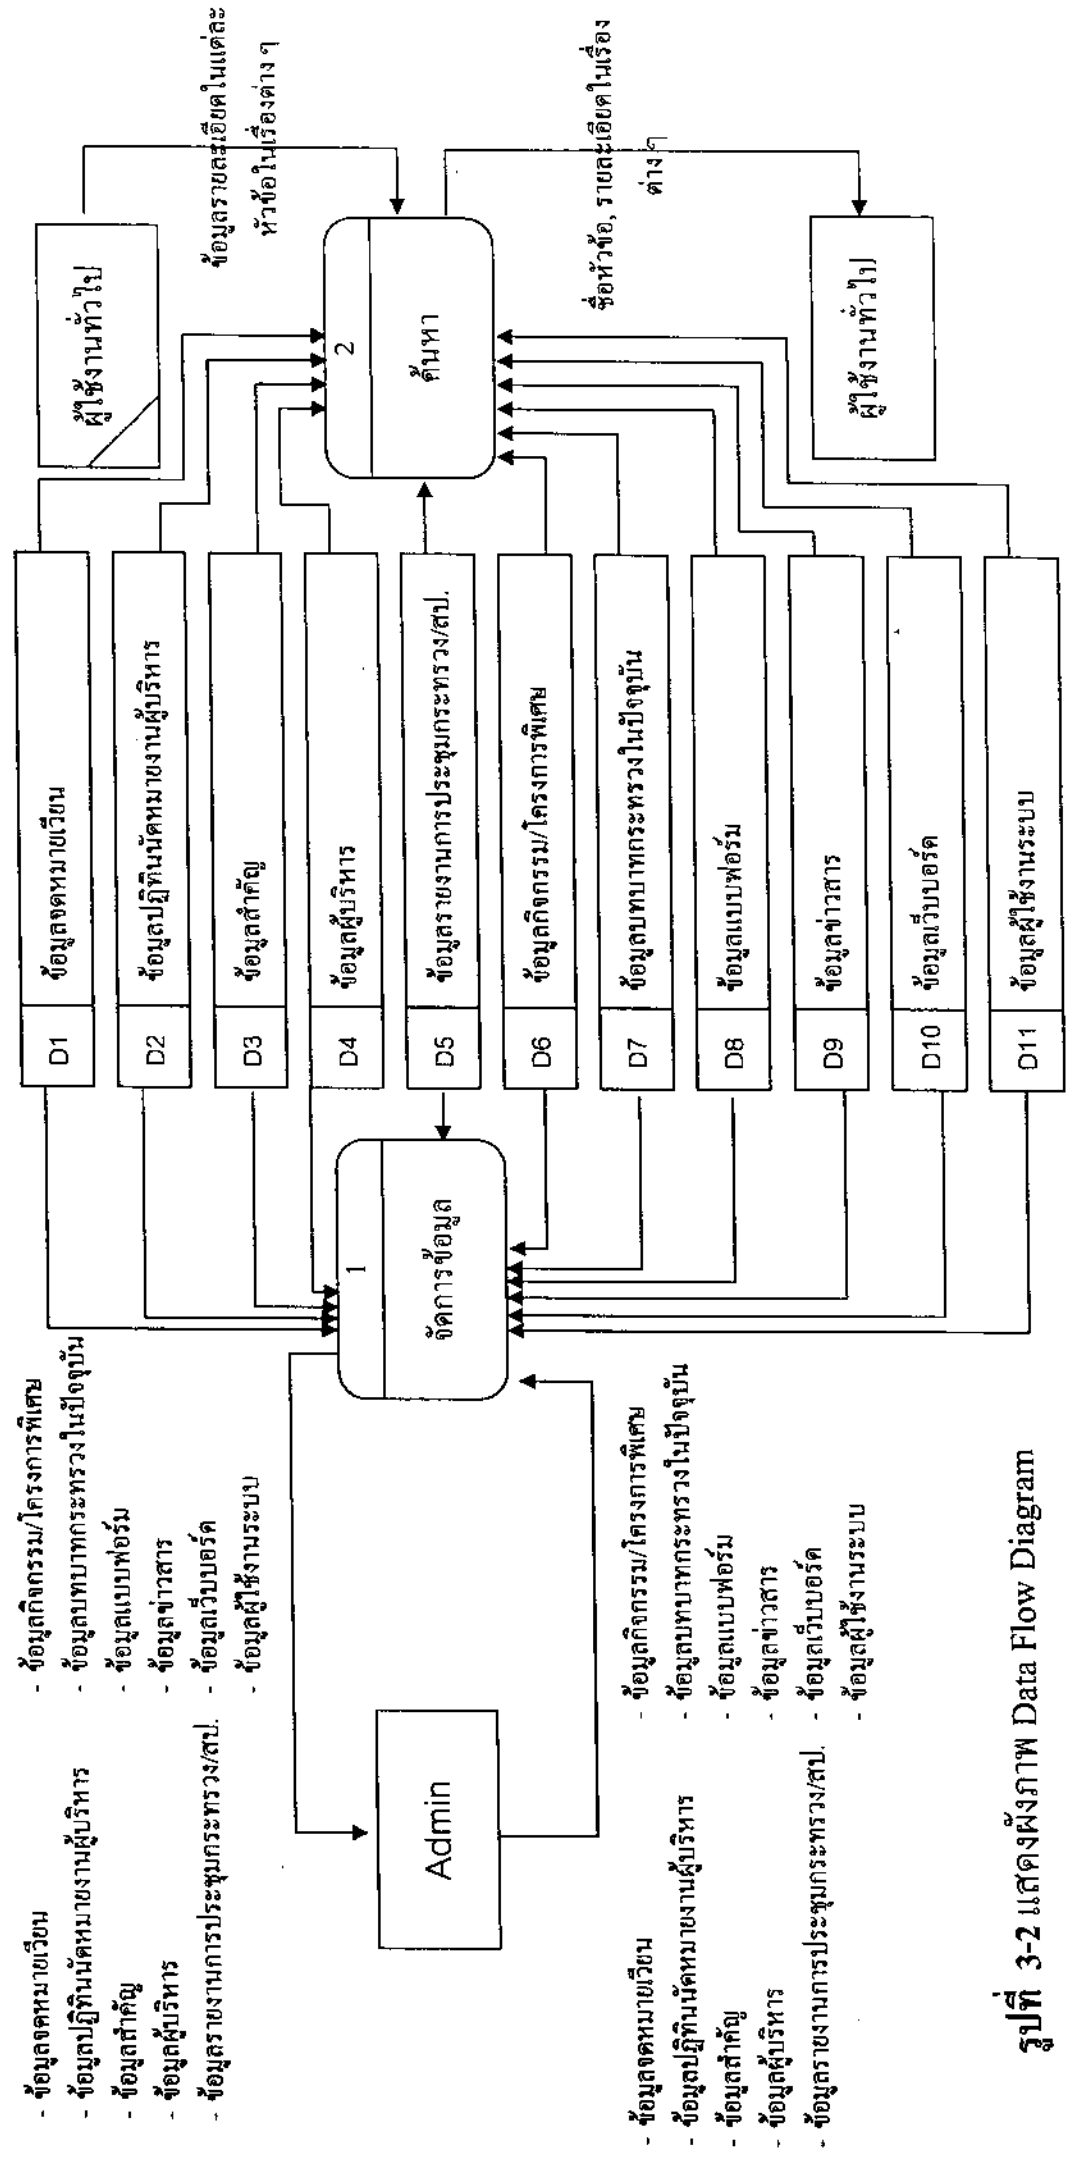 - ข้อมูลจดหมายเวียน
- ข้อมูลปฏิทินนัดหมายงานผู้บริหาร
- ข้อมูลสำคัญ
- ข้อมูลผู้บริหาร
- ข้อมูลรายงานการประชุมกระทรวง/สป.
- ข้อมูลกิจกรรม/โครงการพิเศษ
- ข้อมูลบทบาทกระทรวงในปัจจุบัน
- ข้อมูลแบบฟอร์ม
- ข้อมูลข่าวสาร
- ข้อมูลเว็บบอร์ด
- ข้อมูลผู้ใช้งานระบบ
Admin
- ข้อมูลจดหมายเวียน
- ข้อมูลปฏิทินนัดหมายงานผู้บริหาร
- ข้อมูลสำคัญ
- ข้อมูลผู้บริหาร
- ข้อมูลรายงานการประชุมกระทรวง/สป.
- ข้อมูลกิจกรรม/โครงการพิเศษ
- ข้อมูลบทบาทกระทรวงในปัจจุบัน
- ข้อมูลแบบฟอร์ม
- ข้อมูลข่าวสาร
- ข้อมูลเว็บบอร์ด
- ข้อมูลผู้ใช้งานระบบ
1
จัดการข้อมูล
D1 ข้อมูลจดหมายเวียน
D2 ข้อมูลปฏิทินนัดหมายงานผู้บริหาร
D3 ข้อมูลสำคัญ
D4 ข้อมูลผู้บริหาร
D5 ข้อมูลรายงานการประชุมกระทรวง/สป.
D6 ข้อมูลกิจกรรม/โครงการพิเศษ
D7 ข้อมูลบทบาทกระทรวงในปัจจุบัน
D8 ข้อมูลแบบฟอร์ม
D9 ข้อมูลข่าวสาร
D10 ข้อมูลเว็บบอร์ด
D11 ข้อมูลผู้ใช้งานระบบ
ผู้ใช้งานทั่วไป
2
ค้นหา
ผู้ใช้งานทั่วไป
ข้อมูลรายละเอียดในแต่ละ
หัวข้อในเรื่องต่าง ๆ
ชื่อหัวข้อ, รายละเอียดในเรื่อง
ต่าง ๆ
รูปที่ 3-2 แสดงผังภาพ Data Flow Diagram